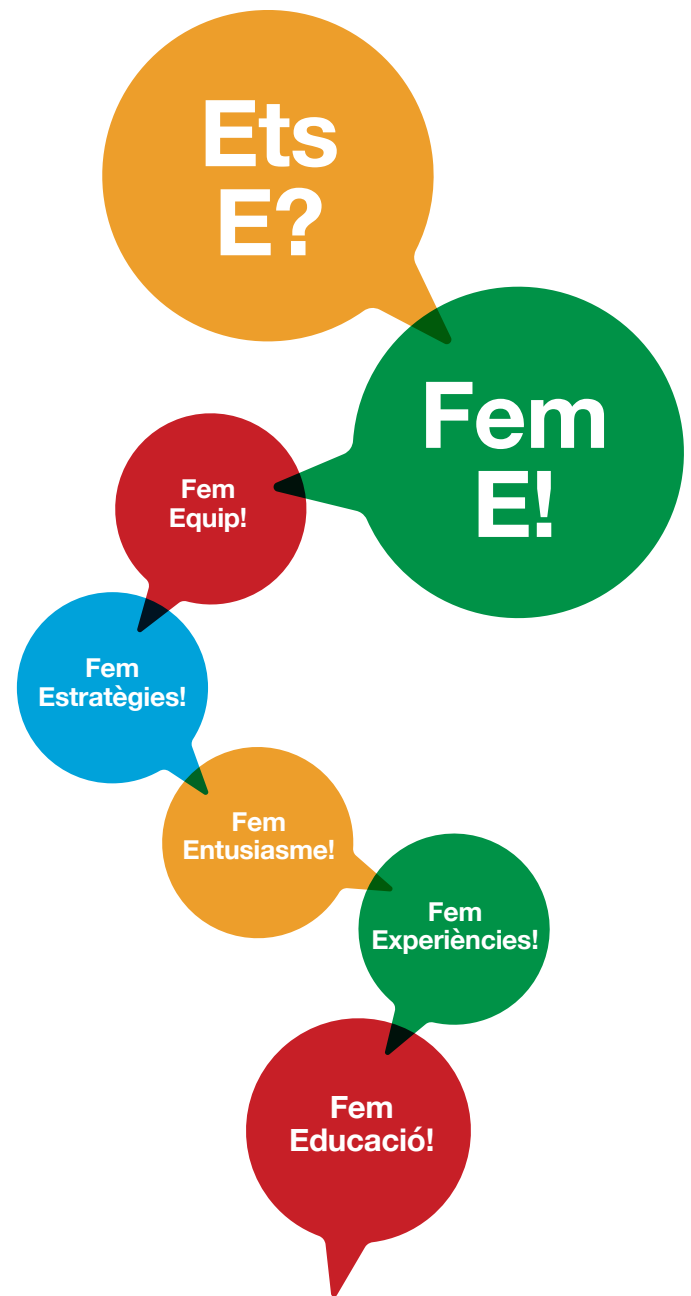 Ets
E?
Fem
E!
Fem
Equip!
Fem
Estratègies!
Fem
Entusiasme!
Fem
Experiències!
Fem
Educació!